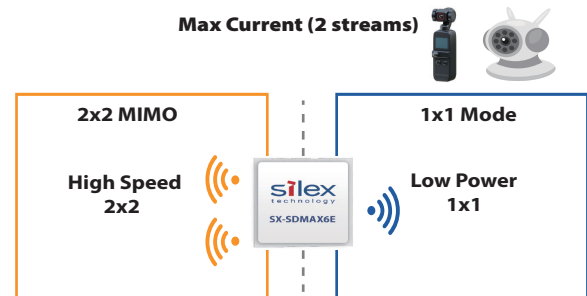 Max Current (2 streams)
2x2 MIMO
1x1 Mode
High Speed
2x2
Low Power
1x1
silex
technology
SX-SDMAX6E